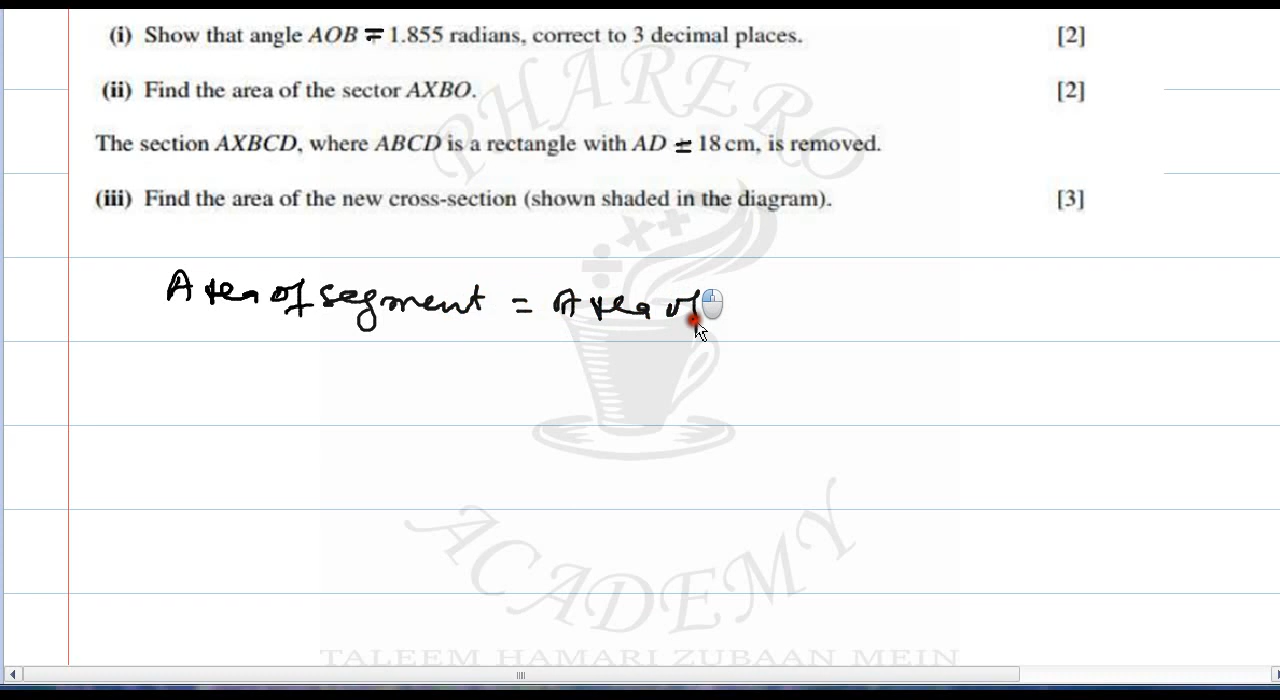 (i) Show that angle AOB = 1.855 radians, correct to 3 decimal places. [2]
(ii) Find the area of the sector AXBO. [2]
The section AXBCD, where ABCD is a rectangle with AD = 18 cm, is removed.
(iii) Find the area of the new cross-section (shown shaded in the diagram). [3]
Area of segment = Area of
PHARERO
ACADEMY
TALEEM HAMARI ZUBAAN MEIN